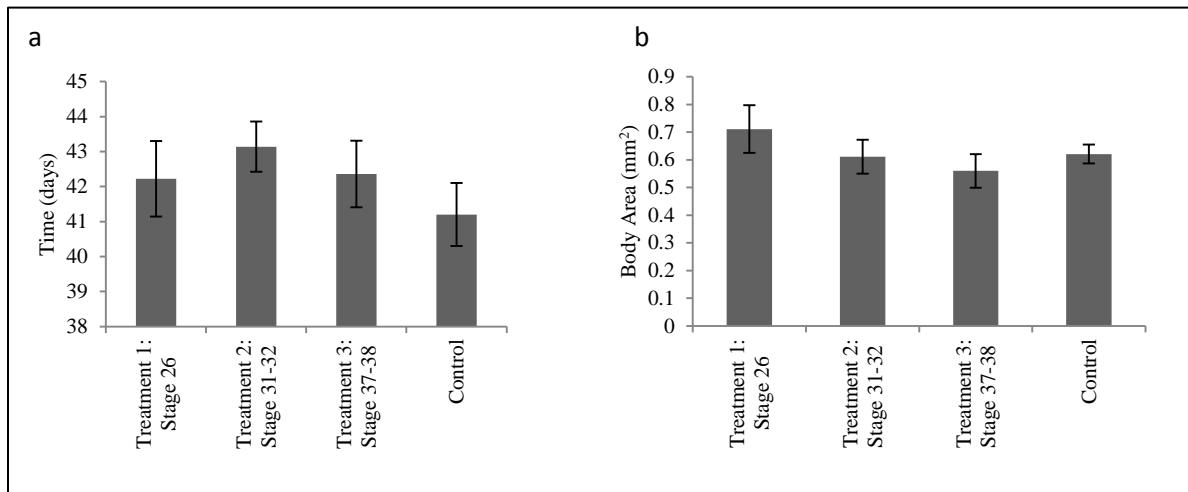 a
45
44
43
42
41
40
39
38
Time (days)
Treatment 1:
Stage 26
Treatment 2:
Stage 31-32
Treatment 3:
Stage 37-38
Control
b
0.9
0.8
0.7
0.6
0.5
0.4
0.3
0.2
0.1
0
Body Area (mm²)
Treatment 1:
Stage 26
Treatment 2:
Stage 31-32
Treatment 3:
Stage 37-38
Control